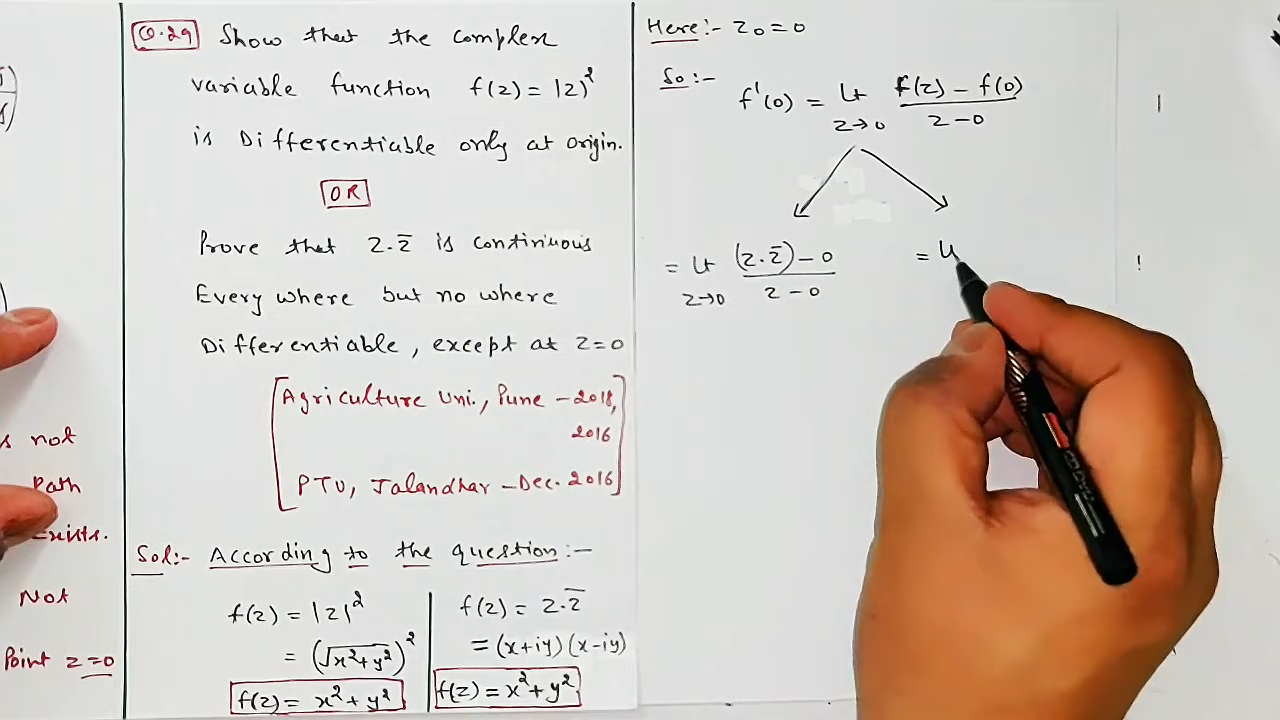 s not
Path
Exists.
Not
Point z=0
Q.29 Show that the complex
variable function f(z) = |z|²
is Differentiable only at origin.
OR
Prove that z.z̄ is continuous
Every where but no where
Differentiable, except at z=0
[Agriculture Uni., Pune - 2018,
2016
PTU, Jalandhar - Dec. 2016]
Sol:- According to the question:-
f(z) = |z|²
= (√x²+y²)²
f(z) = x²+y²
f(z) = z.z̄
= (x+iy)(x-iy)
f(z) = x²+y²
Here:- z₀=0
So:-
f'(0) = Lt f(z) - f(0)
z→0 z-0
= Lt (z.z̄) - 0
z→0 z-0
= Lt